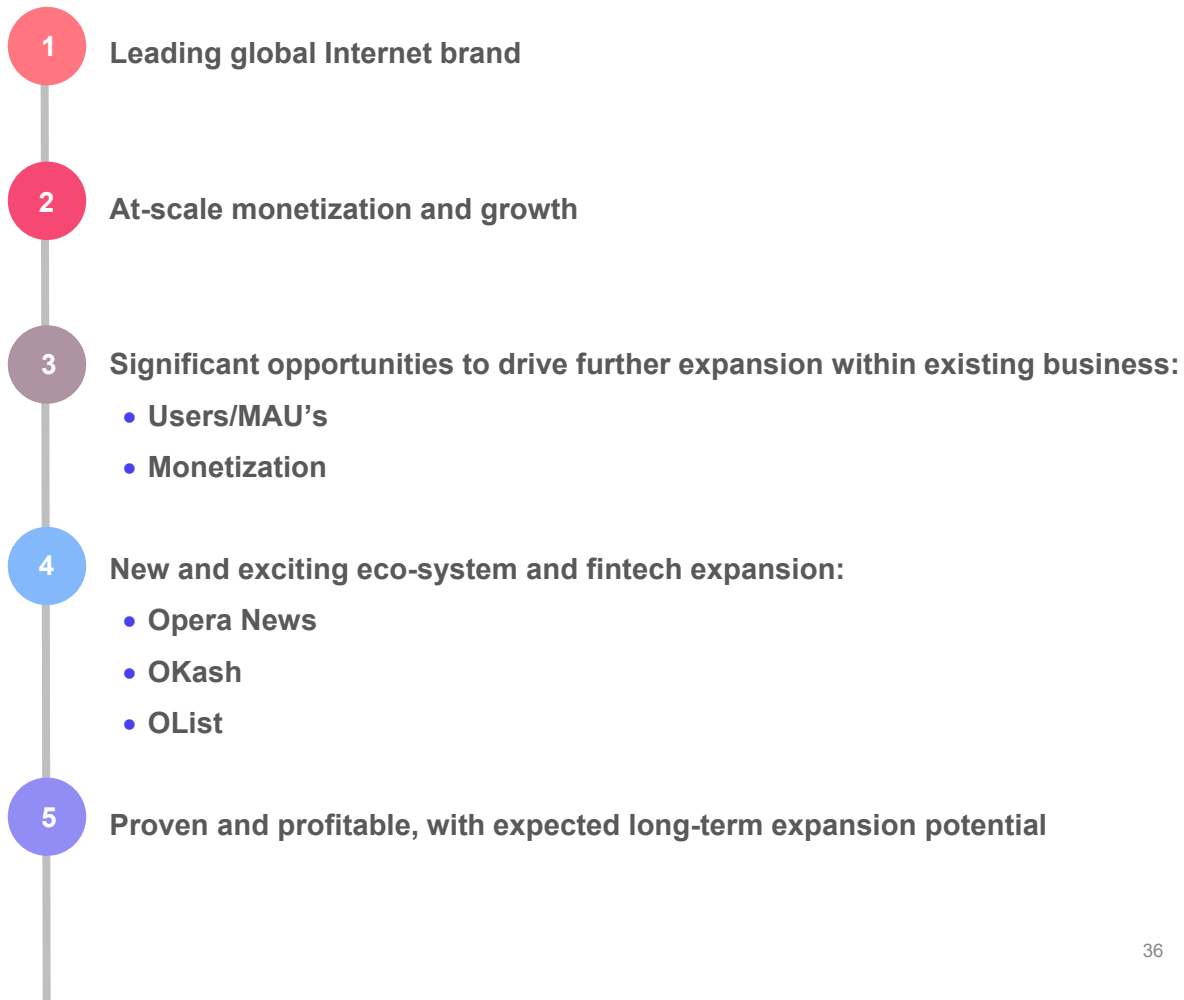 1
Leading global Internet brand
2
At-scale monetization and growth
3
Significant opportunities to drive further expansion within existing business:
• Users/MAU’s
• Monetization
4
New and exciting eco-system and fintech expansion:
• Opera News
• OKash
• OList
5
Proven and profitable, with expected long-term expansion potential
36